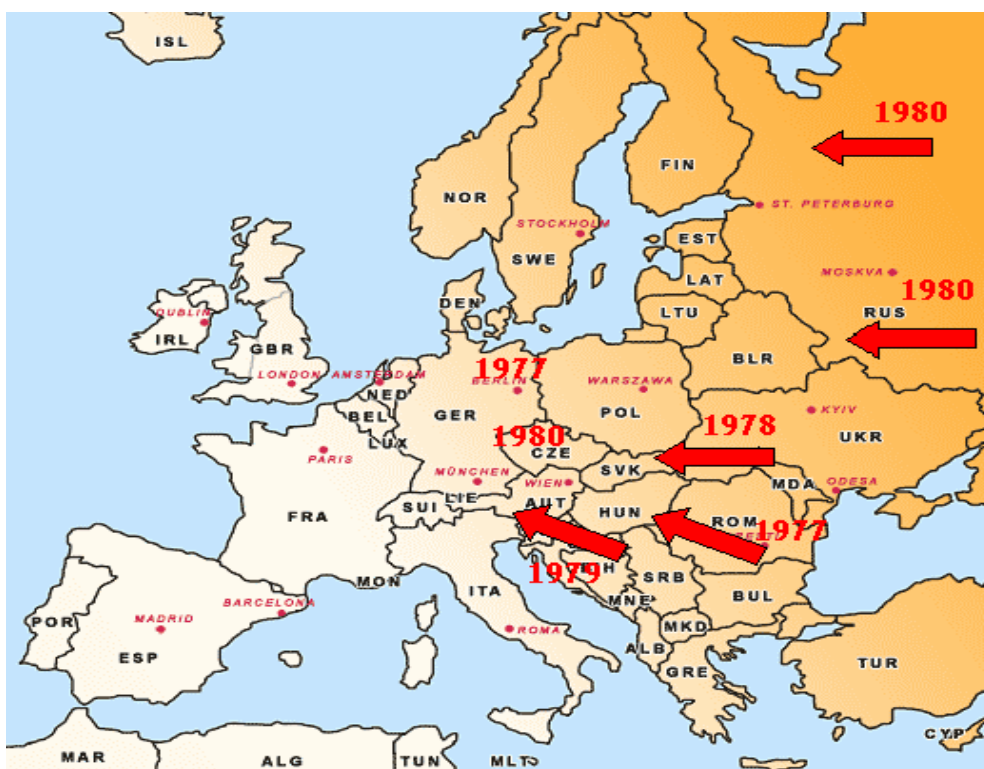 ISL
1980
FIN
NOR
ST. PETERBURG
STOCKHOLM
EST
SWE
MOSKVA
LAT
1980
DEN
DUBLIN
LTU
RUS
IRL
GBR
BLR
1977
LONDON
AMSTERDAM
BERLIN
WARSZAWA
NED
BEL
GER
POL
KYIV
1978
LUX
1980
UKR
PARIS
CZE
SVK
MÜNCHEN
WIEN
MDA
ODESA
LIE
AUT
SUI
HUN
FRA
ROM
1977
1979
MON
ITA
SRB
BARCELONA
MNE
BUL
POR
MADRID
ROMA
MKD
ALB
ESP
GRE
TUR
CYP
MAR
ALG
TUN
MLT